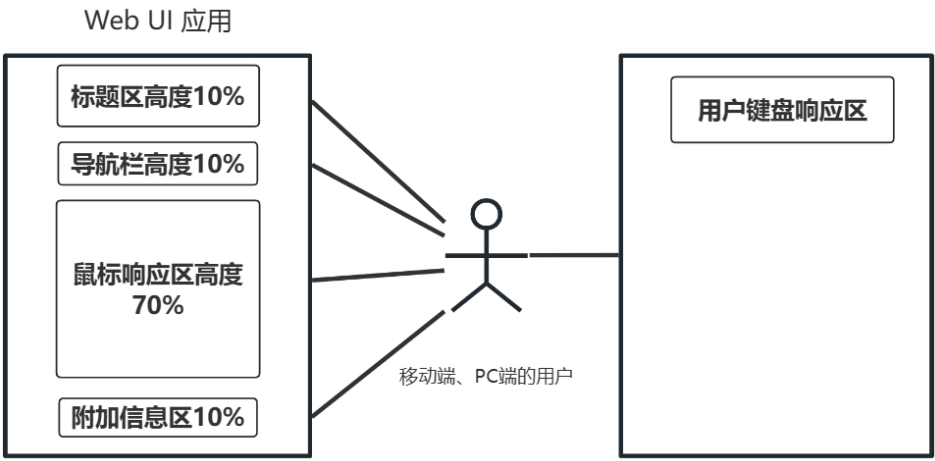 Web UI 应用
标题区高度10%
导航栏高度10%
鼠标响应区高度
70%
附加信息区10%
移动端、PC端的用户
用户键盘响应区